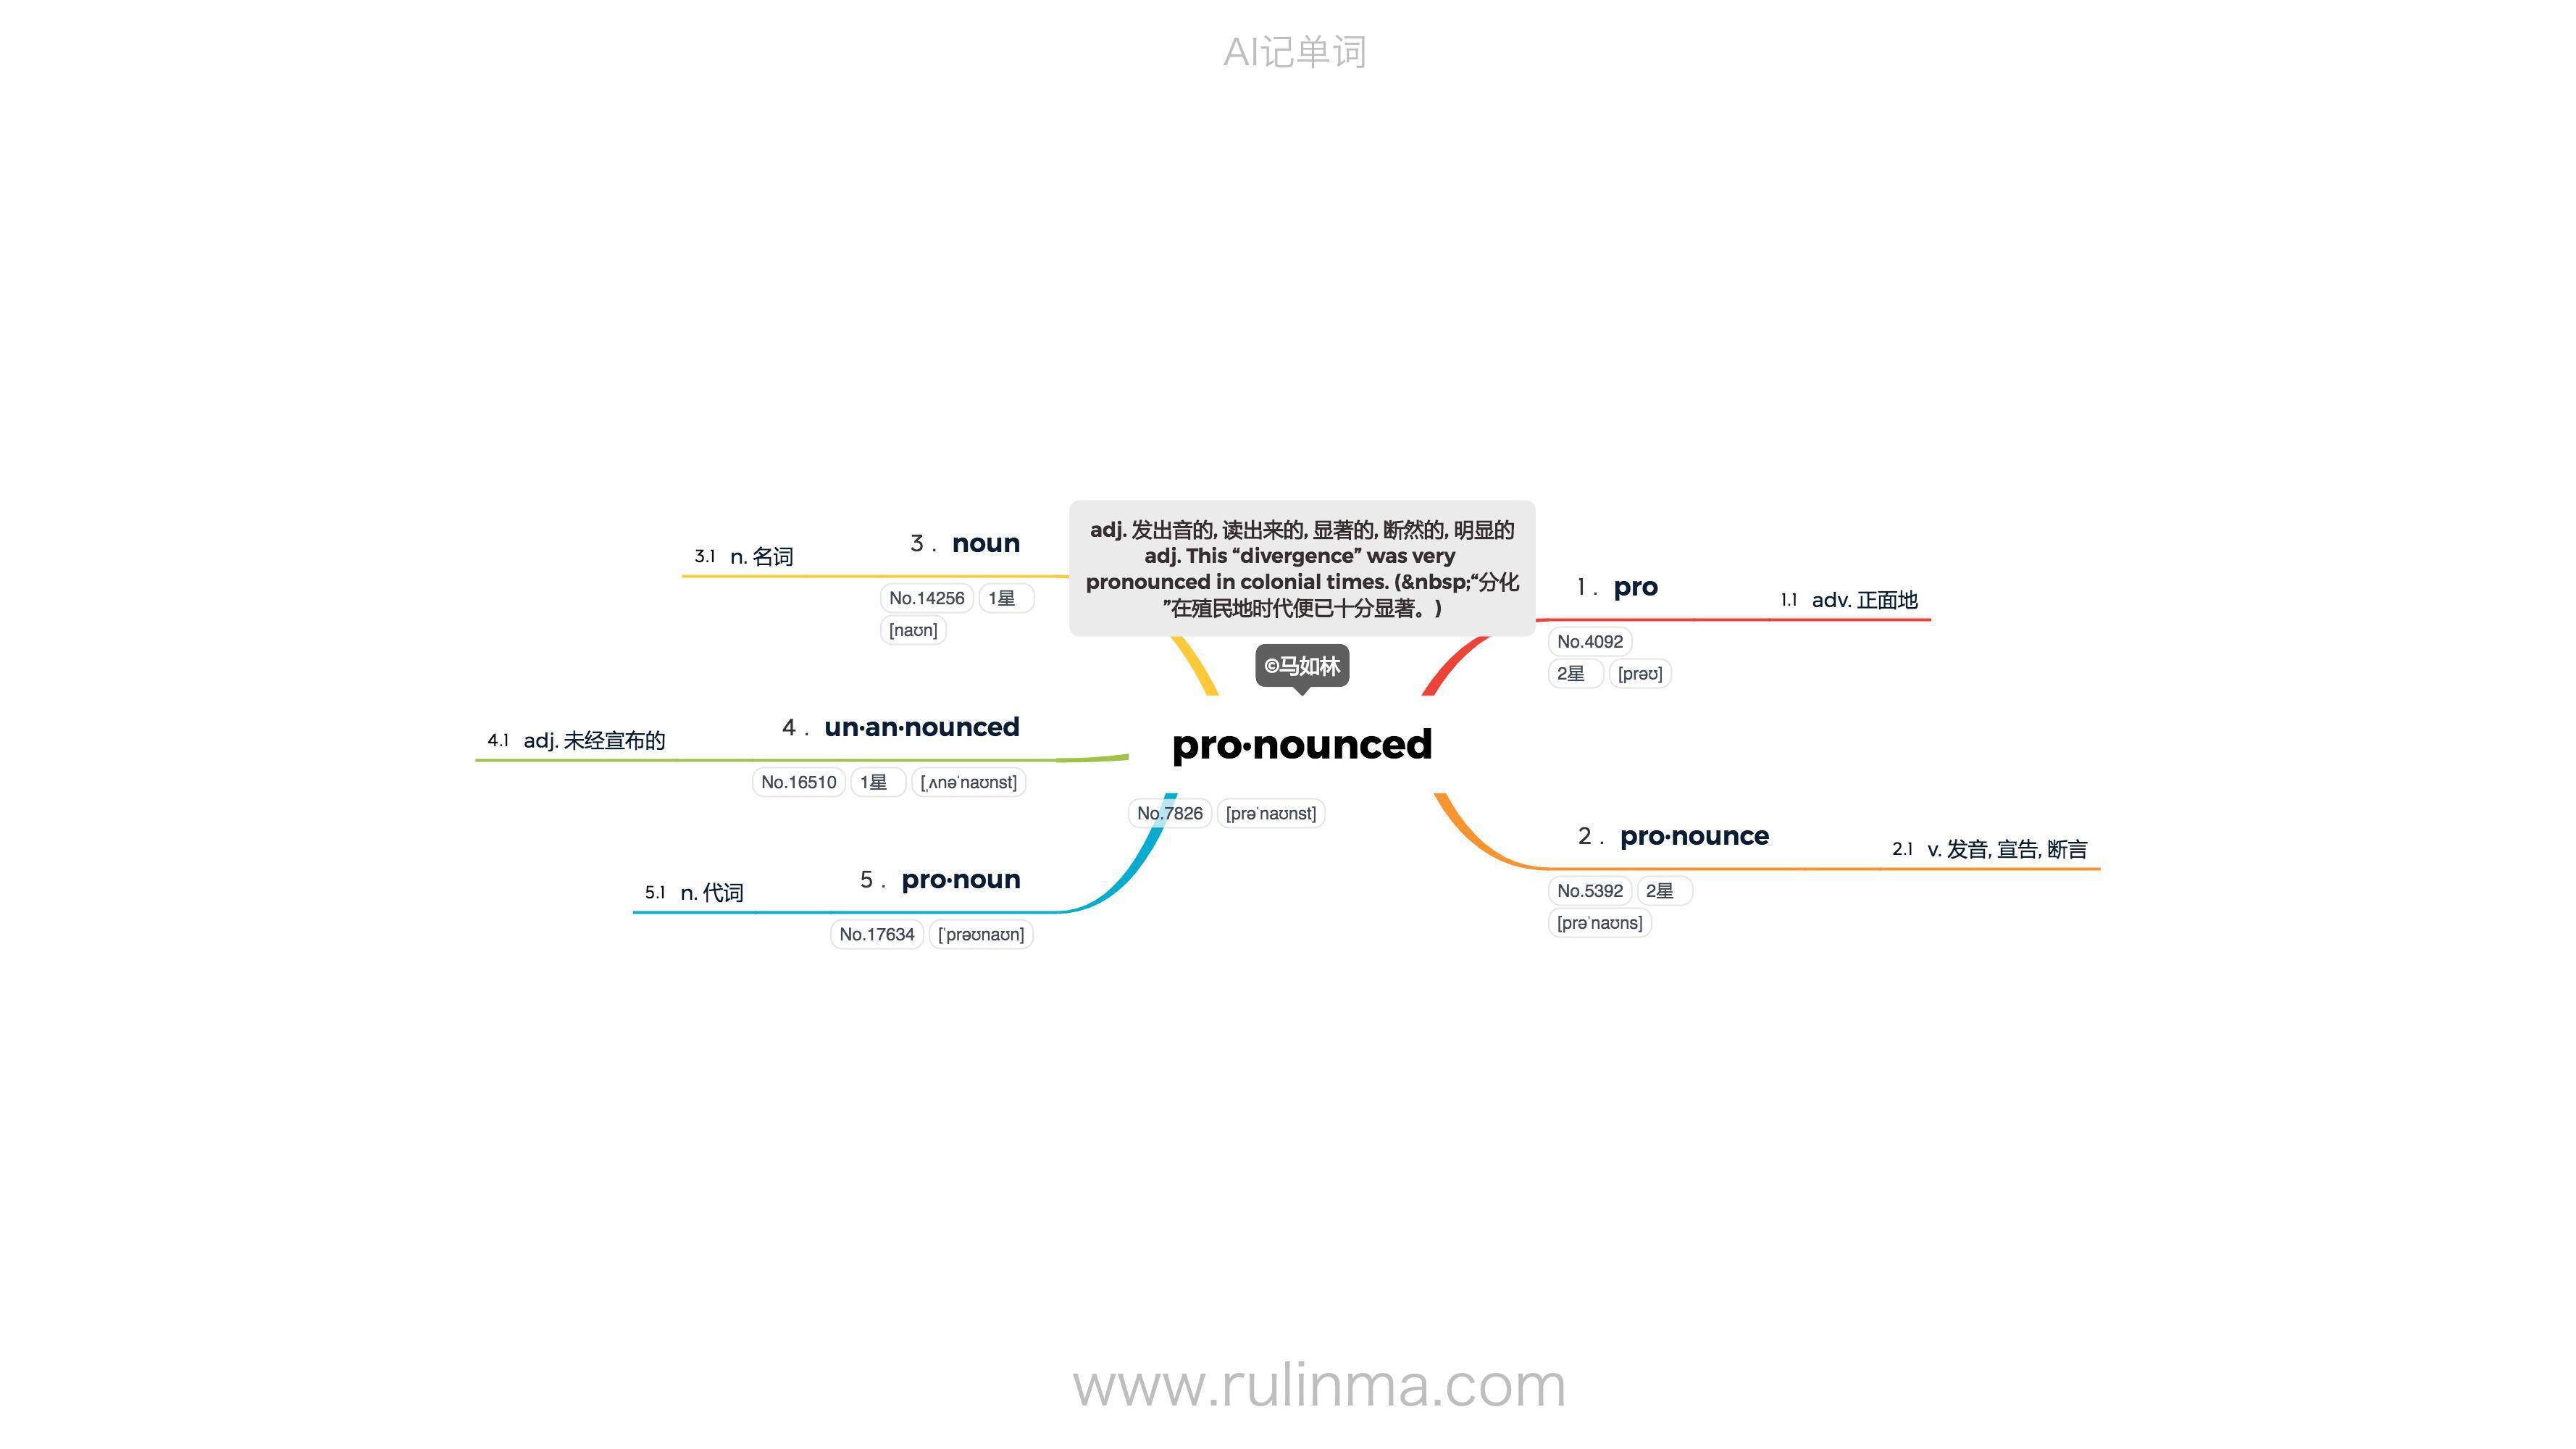 AI记单词
adj. 发出音的, 读出来的, 显著的, 断然的, 明显的
adj. This “divergence” was very
pronounced in colonial times. (&nbsp;“分化
”在殖民地时代便已十分显著。)
©马如林
pro·nounced
No.7826 [prəˈnaʊnst]
1 . pro
1.1 adv. 正面地
No.4092
2星 [prəʊ]
2 . pro·nounce
2.1 v. 发音, 宣告, 断言
No.5392 2星
[prəˈnaʊns]
3 . noun
3.1 n. 名词
No.14256 1星
[naʊn]
4 . un·an·nounced
4.1 adj. 未经宣布的
No.16510 1星 [ˌʌnəˈnaʊnst]
5 . pro·noun
5.1 n. 代词
No.17634 [ˈprəʊnaʊn]
www.rulinma.com